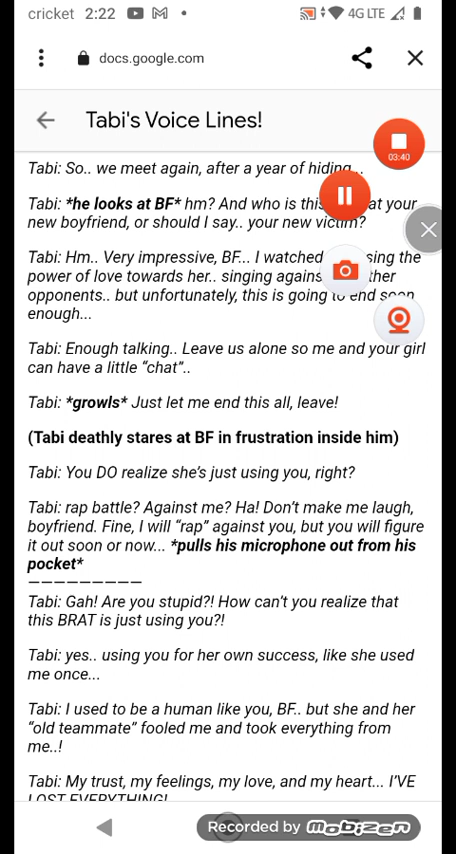 cricket 2:22 4G LTE
docs.google.com
Tabi's Voice Lines!
03:40
Tabi: So.. we meet again, after a year of hiding...
Tabi: *he looks at BF* hm? And who is this at your
new boyfriend, or should I say.. your new victim?
Tabi: Hm.. Very impressive, BF... I watched sing the
power of love towards her.. singing agains ther
opponents.. but unfortunately, this is going to end soon
enough...
Tabi: Enough talking.. Leave us alone so me and your girl
can have a little “chat”..
Tabi: *growls* Just let me end this all, leave!
(Tabi deathly stares at BF in frustration inside him)
Tabi: You DO realize she’s just using you, right?
Tabi: rap battle? Against me? Ha! Don’t make me laugh,
boyfriend. Fine, I will “rap” against you, but you will figure
it out soon or now... *pulls his microphone out from his
pocket*
—————————
Tabi: Gah! Are you stupid?! How can’t you realize that
this BRAT is just using you?!
Tabi: yes.. using you for her own success, like she used
me once...
Tabi: I used to be a human like you, BF.. but she and her
“old teammate” fooled me and took everything from
me..!
Tabi: My trust, my feelings, my love, and my heart... I’VE
LOST EVERYTHING!
Recorded by mobizen